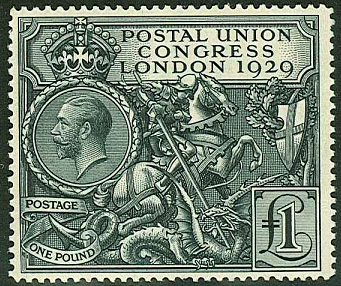 POSTAL UNION
CONGRESS
LONDON 1929
POSTAGE
ONE POUND
£1